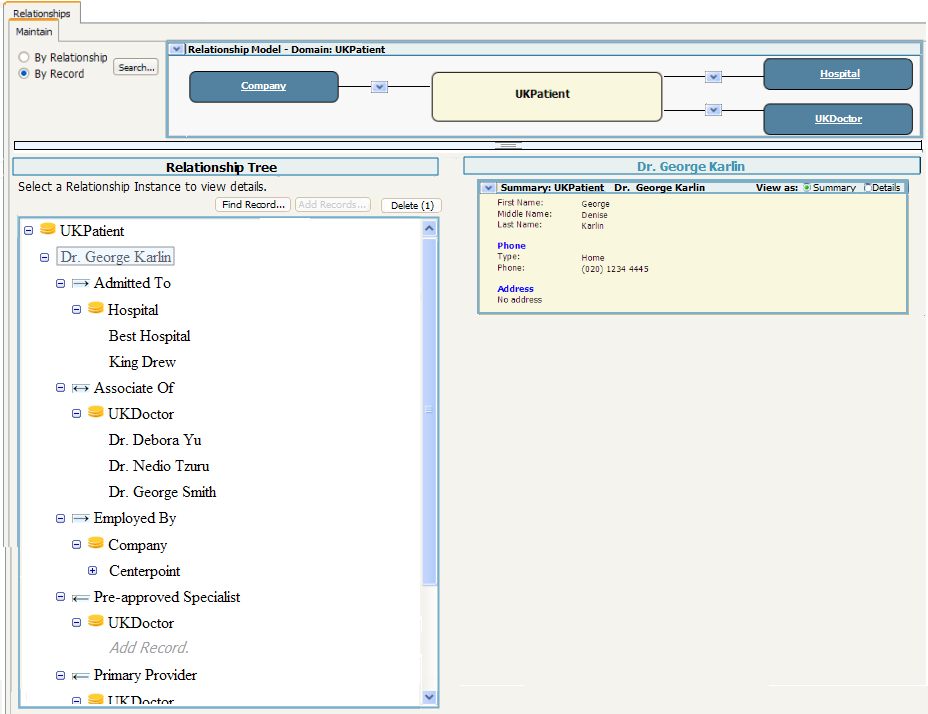 Relationships
Maintain
By Relationship
By Record
Search...
Relationship Model - Domain: UKPatient
Company
UKPatient
Hospital
UKDoctor
Relationship Tree
Select a Relationship Instance to view details.
Find Record... Add Records... Delete (1)
UKPatient
Dr. George Karlin
Admitted To
Hospital
Best Hospital
King Drew
Associate Of
UKDoctor
Dr. Debora Yu
Dr. Nedio Tzuru
Dr. George Smith
Employed By
Company
Centerpoint
Pre-approved Specialist
UKDoctor
Add Record.
Primary Provider
UKDoctor
Dr. George Karlin
Summary: UKPatient Dr. George Karlin View as: Summary Details
First Name: George
Middle Name: Denise
Last Name: Karlin
Phone
Type: Home
Phone: (020) 1234 4445
Address
No address